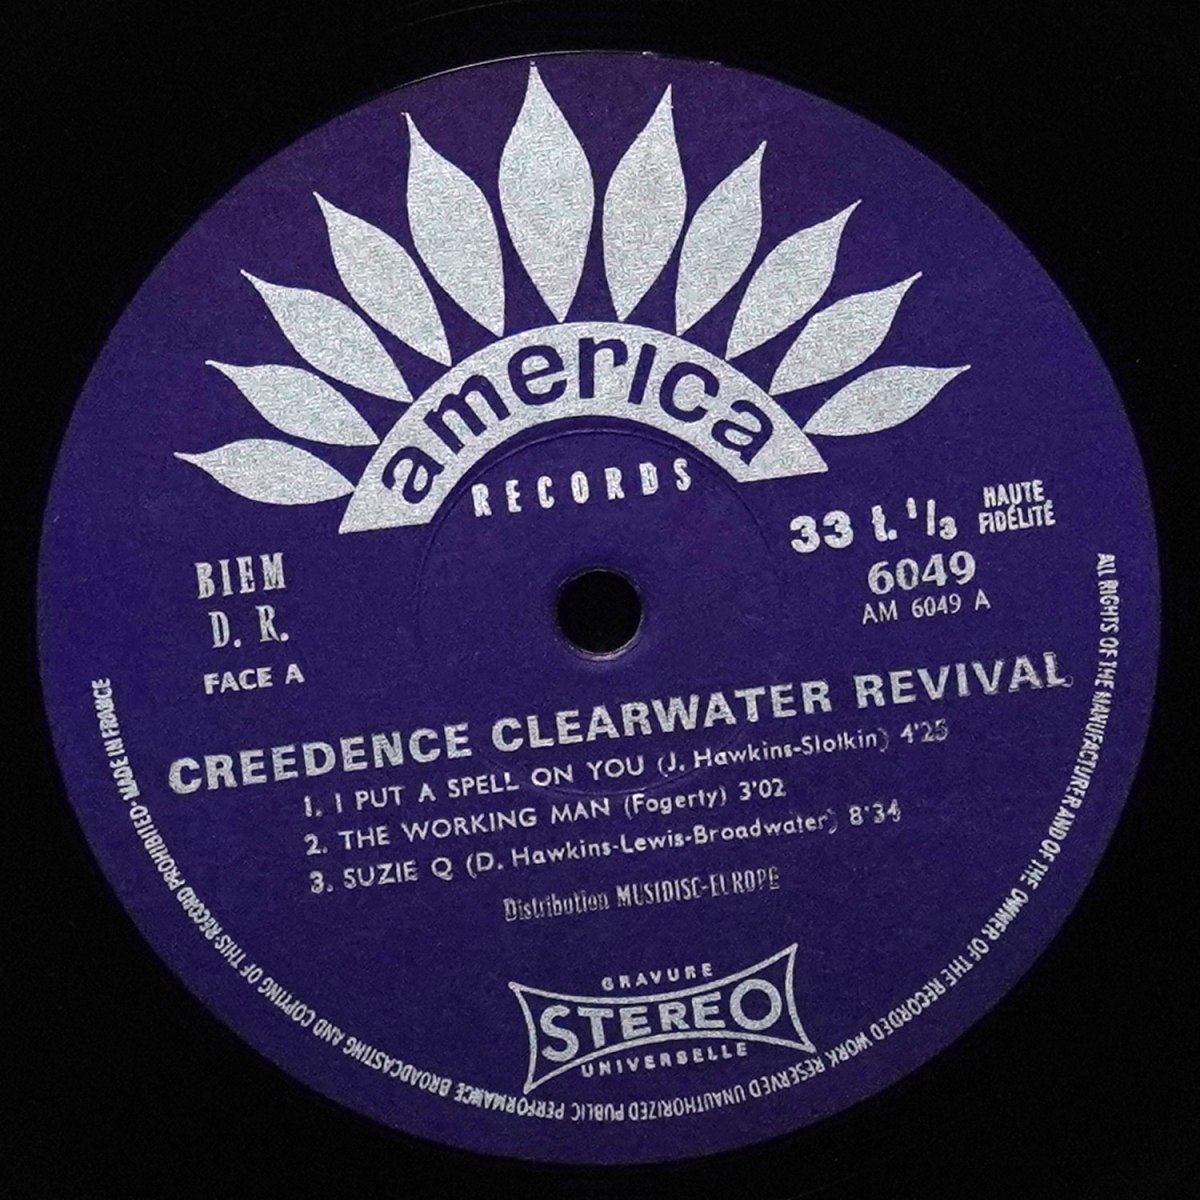 america
RECORDS
33 t. 1/3 HAUTE FIDÉLITÉ
6049
AM 6049 A
BIEM
D. R.
FACE A
CREEDENCE CLEARWATER REVIVAL
1. I PUT A SPELL ON YOU (J. Hawkins-Slotkin) 4'25
2. THE WORKING MAN (Fogerty) 3'02
3. SUZIE Q (D. Hawkins-Lewis-Broadwater) 8'34
Distribution MUSIDISC-EUROPE
GRAVURE
STEREO
UNIVERSELLE
ALL RIGHTS OF THE MANUFACTURER AND OF THE OWNER OF THE RECORDED WORK RESERVED UNAUTHORIZED PUBLIC PERFORMANCE BROADCASTING AND COPYING OF THIS RECORD PROHIBITED - MADE IN FRANCE